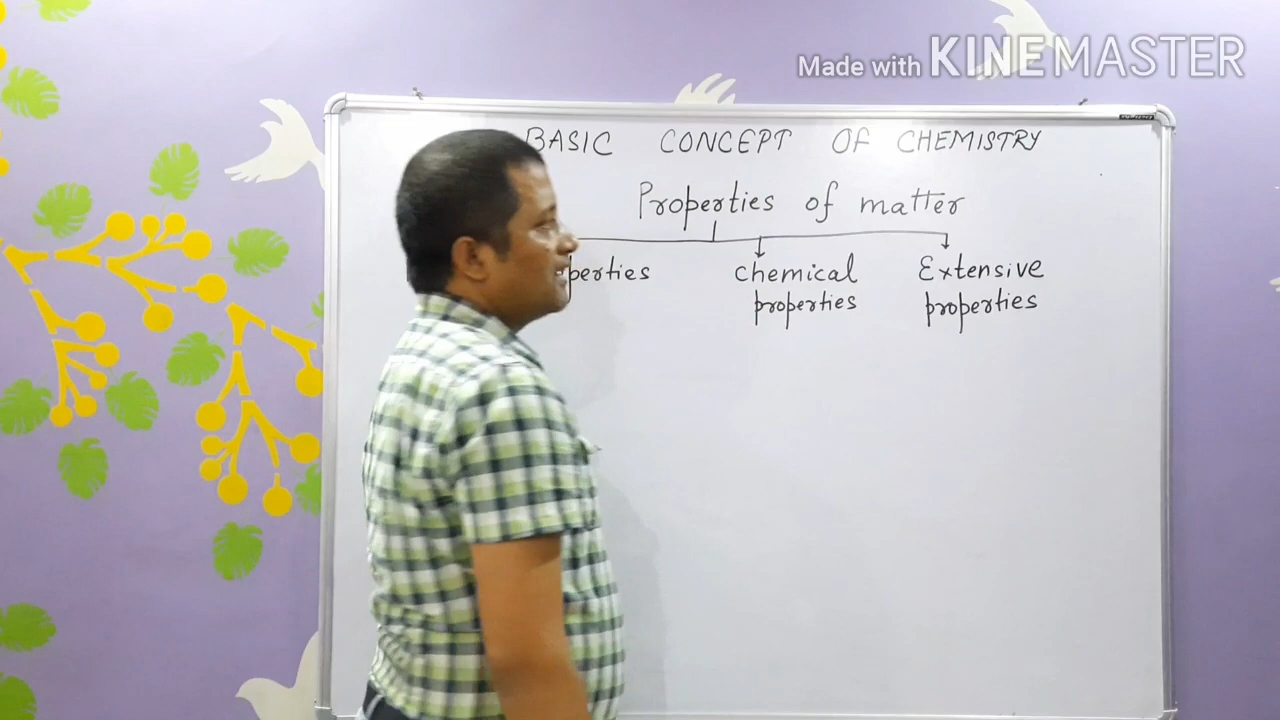 Made with KINEMASTER
BASIC CONCEPT OF CHEMISTRY
Properties of matter
perties chemical Extensive
properties properties